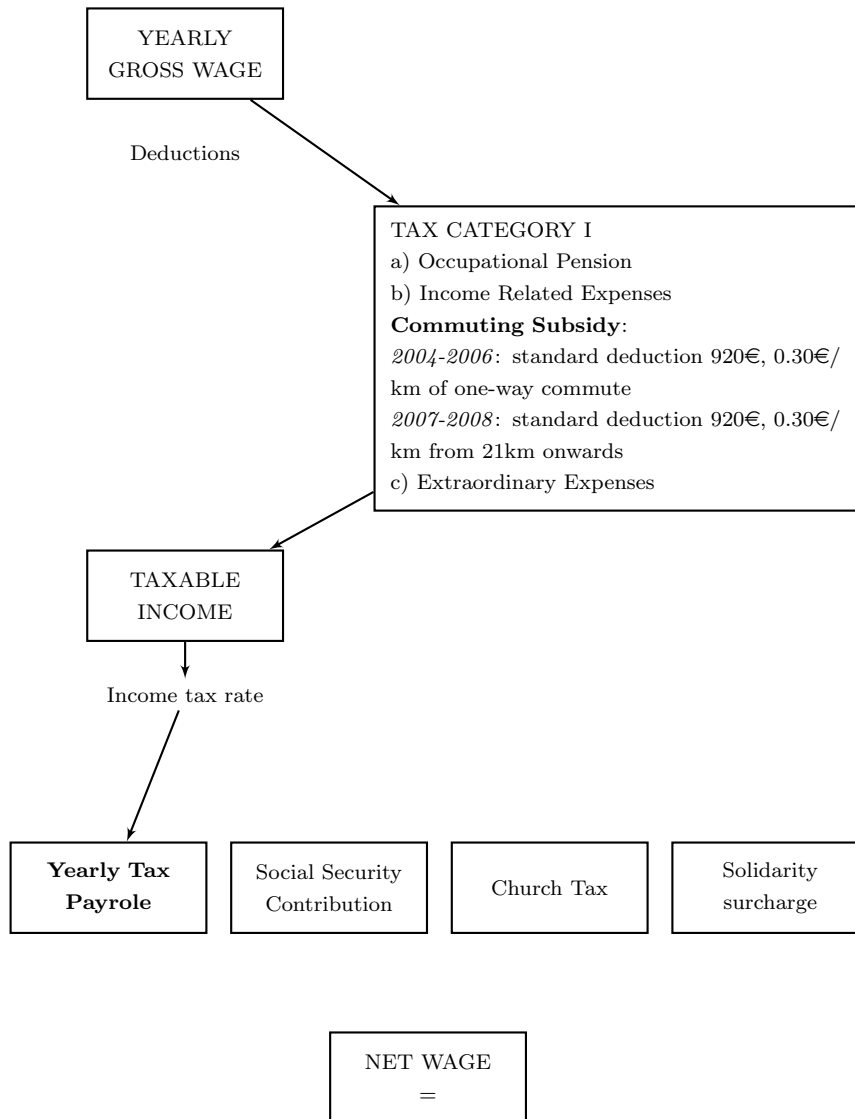 YEARLY
GROSS WAGE
Deductions
TAX CATEGORY I
a) Occupational Pension
b) Income Related Expenses
Commuting Subsidy:
2004-2006: standard deduction 920€, 0.30€/
km of one-way commute
2007-2008: standard deduction 920€, 0.30€/
km from 21km onwards
c) Extraordinary Expenses
TAXABLE
INCOME
Income tax rate
Yearly Tax
Payrole
Social Security
Contribution
Church Tax
Solidarity
surcharge
NET WAGE
=